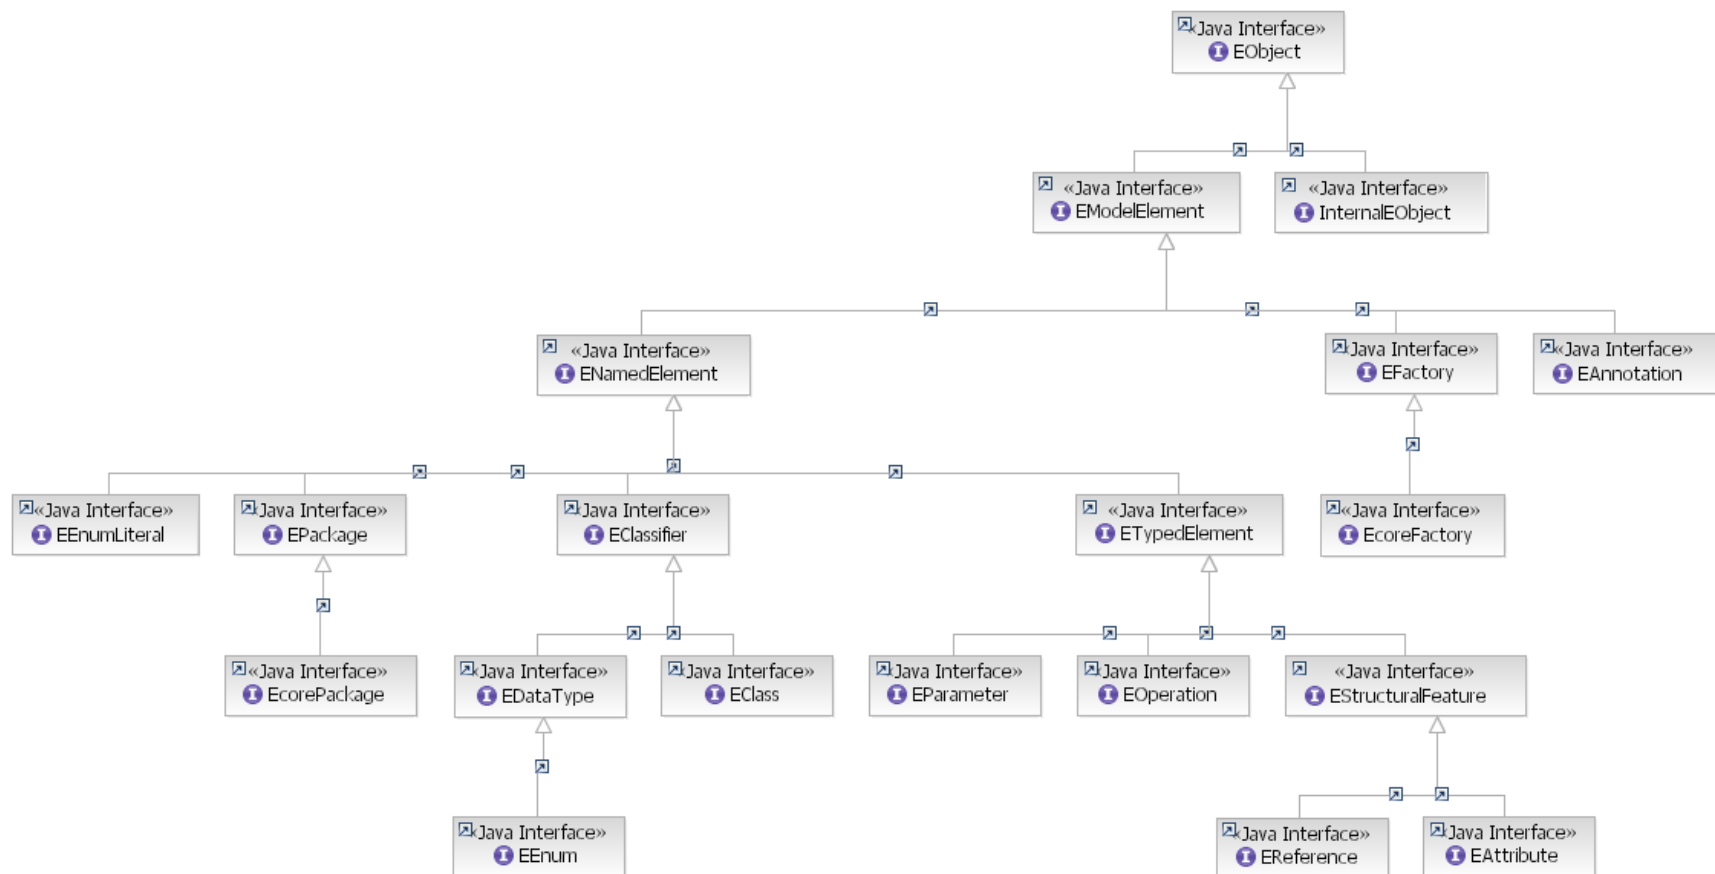 «Java Interface»
EObject
«Java Interface»
EModelElement
«Java Interface»
InternalEObject
«Java Interface»
ENamedElement
«Java Interface»
EFactory
«Java Interface»
EAnnotation
«Java Interface»
EEnumLiteral
«Java Interface»
EPackage
«Java Interface»
EClassifier
«Java Interface»
ETypedElement
«Java Interface»
EcoreFactory
«Java Interface»
EcorePackage
«Java Interface»
EDataType
«Java Interface»
EClass
«Java Interface»
EParameter
«Java Interface»
EOperation
«Java Interface»
EStructuralFeature
«Java Interface»
EEnum
«Java Interface»
EReference
«Java Interface»
EAttribute